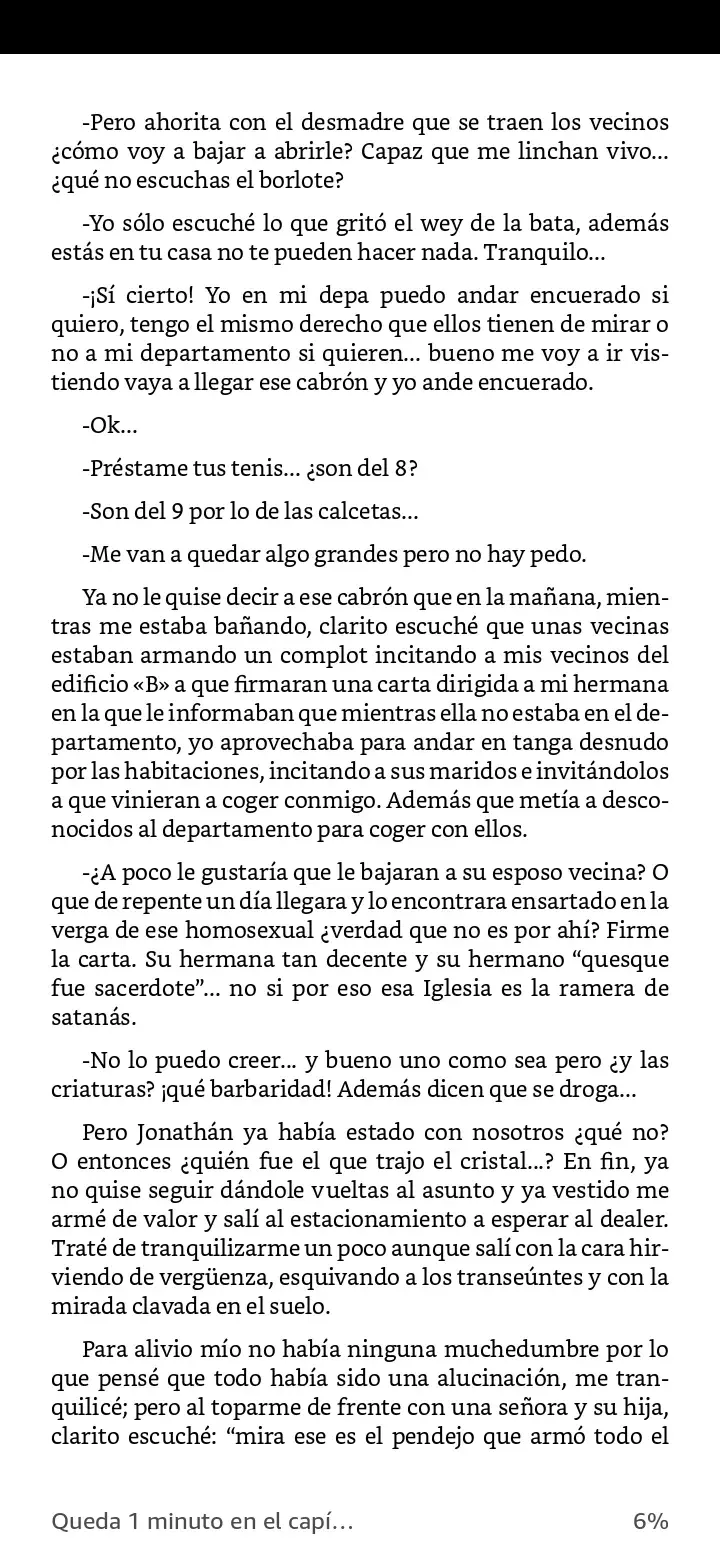 -Pero ahorita con el desmadre que se traen los vecinos
¿cómo voy a bajar a abrirle? Capaz que me linchan vivo...
¿qué no escuchas el borlote?
-Yo sólo escuché lo que gritó el wey de la bata, además
estás en tu casa no te pueden hacer nada. Tranquilo...
-¡Sí cierto! Yo en mi depa puedo andar encuerado si
quiero, tengo el mismo derecho que ellos tienen de mirar o
no a mi departamento si quieren... bueno me voy a ir vis-
tiendo vaya a llegar ese cabrón y yo ande encuerado.
-Ok...
-Préstame tus tenis... ¿son del 8?
-Son del 9 por lo de las calcetas...
-Me van a quedar algo grandes pero no hay pedo.
Ya no le quise decir a ese cabrón que en la mañana, mien-
tras me estaba bañando, clarito escuché que unas vecinas
estaban armando un complot incitando a mis vecinos del
edificio «B» a que firmaran una carta dirigida a mi hermana
en la que le informaban que mientras ella no estaba en el de-
partamento, yo aprovechaba para andar en tanga desnudo
por las habitaciones, incitando a sus maridos e invitándolos
a que vinieran a coger conmigo. Además que metía a desco-
nocidos al departamento para coger con ellos.
-¿A poco le gustaría que le bajaran a su esposo vecina? O
que de repente un día llegara y lo encontrara ensartado en la
verga de ese homosexual ¿verdad que no es por ahí? Firme
la carta. Su hermana tan decente y su hermano “quesque
fue sacerdote”... no si por eso esa Iglesia es la ramera de
satanás.
-No lo puedo creer... y bueno uno como sea pero ¿y las
criaturas? ¡qué barbaridad! Además dicen que se droga...
Pero Jonathán ya había estado con nosotros ¿qué no?
O entonces ¿quién fue el que trajo el cristal...? En fin, ya
no quise seguir dándole vueltas al asunto y ya vestido me
armé de valor y salí al estacionamiento a esperar al dealer.
Traté de tranquilizarme un poco aunque salí con la cara hir-
viendo de vergüenza, esquivando a los transeúntes y con la
mirada clavada en el suelo.
Para alivio mío no había ninguna muchedumbre por lo
que pensé que todo había sido una alucinación, me tran-
quilicé; pero al toparme de frente con una señora y su hija,
clarito escuché: “mira ese es el pendejo que armó todo el
Queda 1 minuto en el capí... 6%